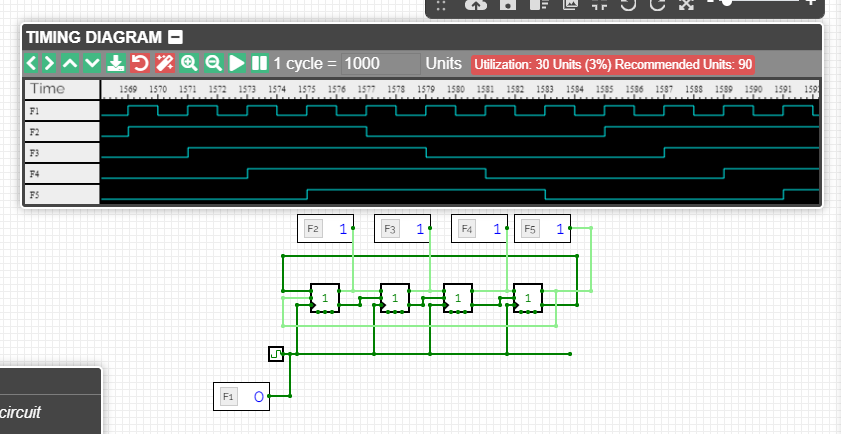 TIMING DIAGRAM
1 cycle = 1000 Units Utilization: 30 Units (3%) Recommended Units: 90
Time 1569 1570 1571 1572 1573 1574 1575 1576 1577 1578 1579 1580 1581 1582 1583 1584 1585 1586 1587 1588 1589 1590 1591
F1
F2
F3
F4
F5
F2 1 F3 1 F4 1 F5 1
1 1 1 1
F1 0
circuit